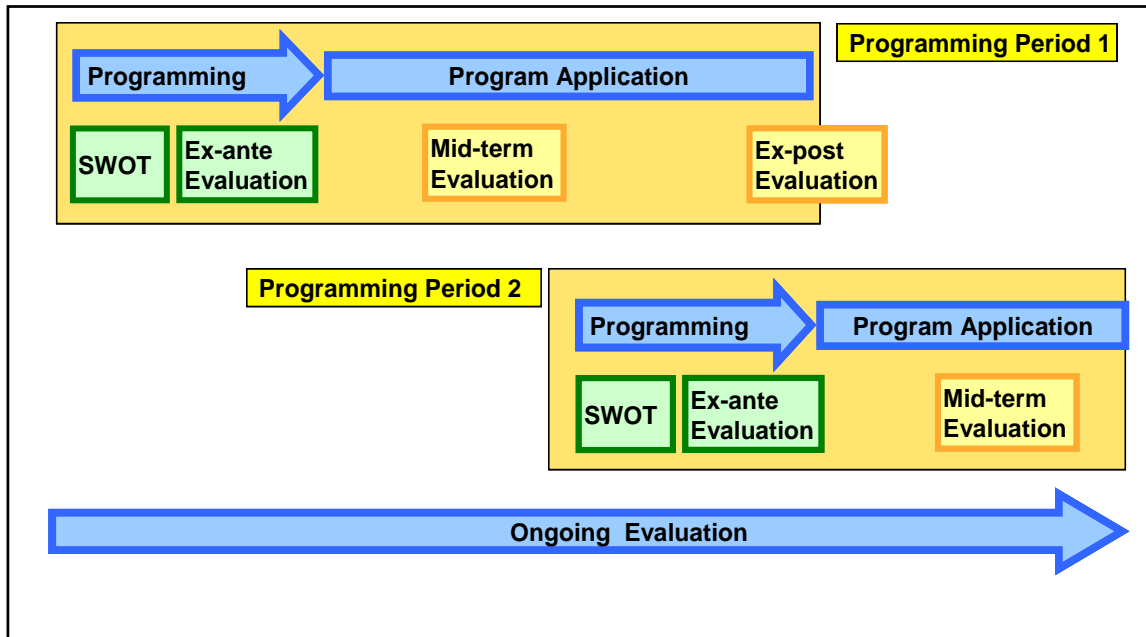 Programming Period 1
Programming
Program Application
SWOT
Ex-ante
Evaluation
Mid-term
Evaluation
Ex-post
Evaluation
Programming Period 2
Programming
Program Application
SWOT
Ex-ante
Evaluation
Mid-term
Evaluation
Ongoing Evaluation